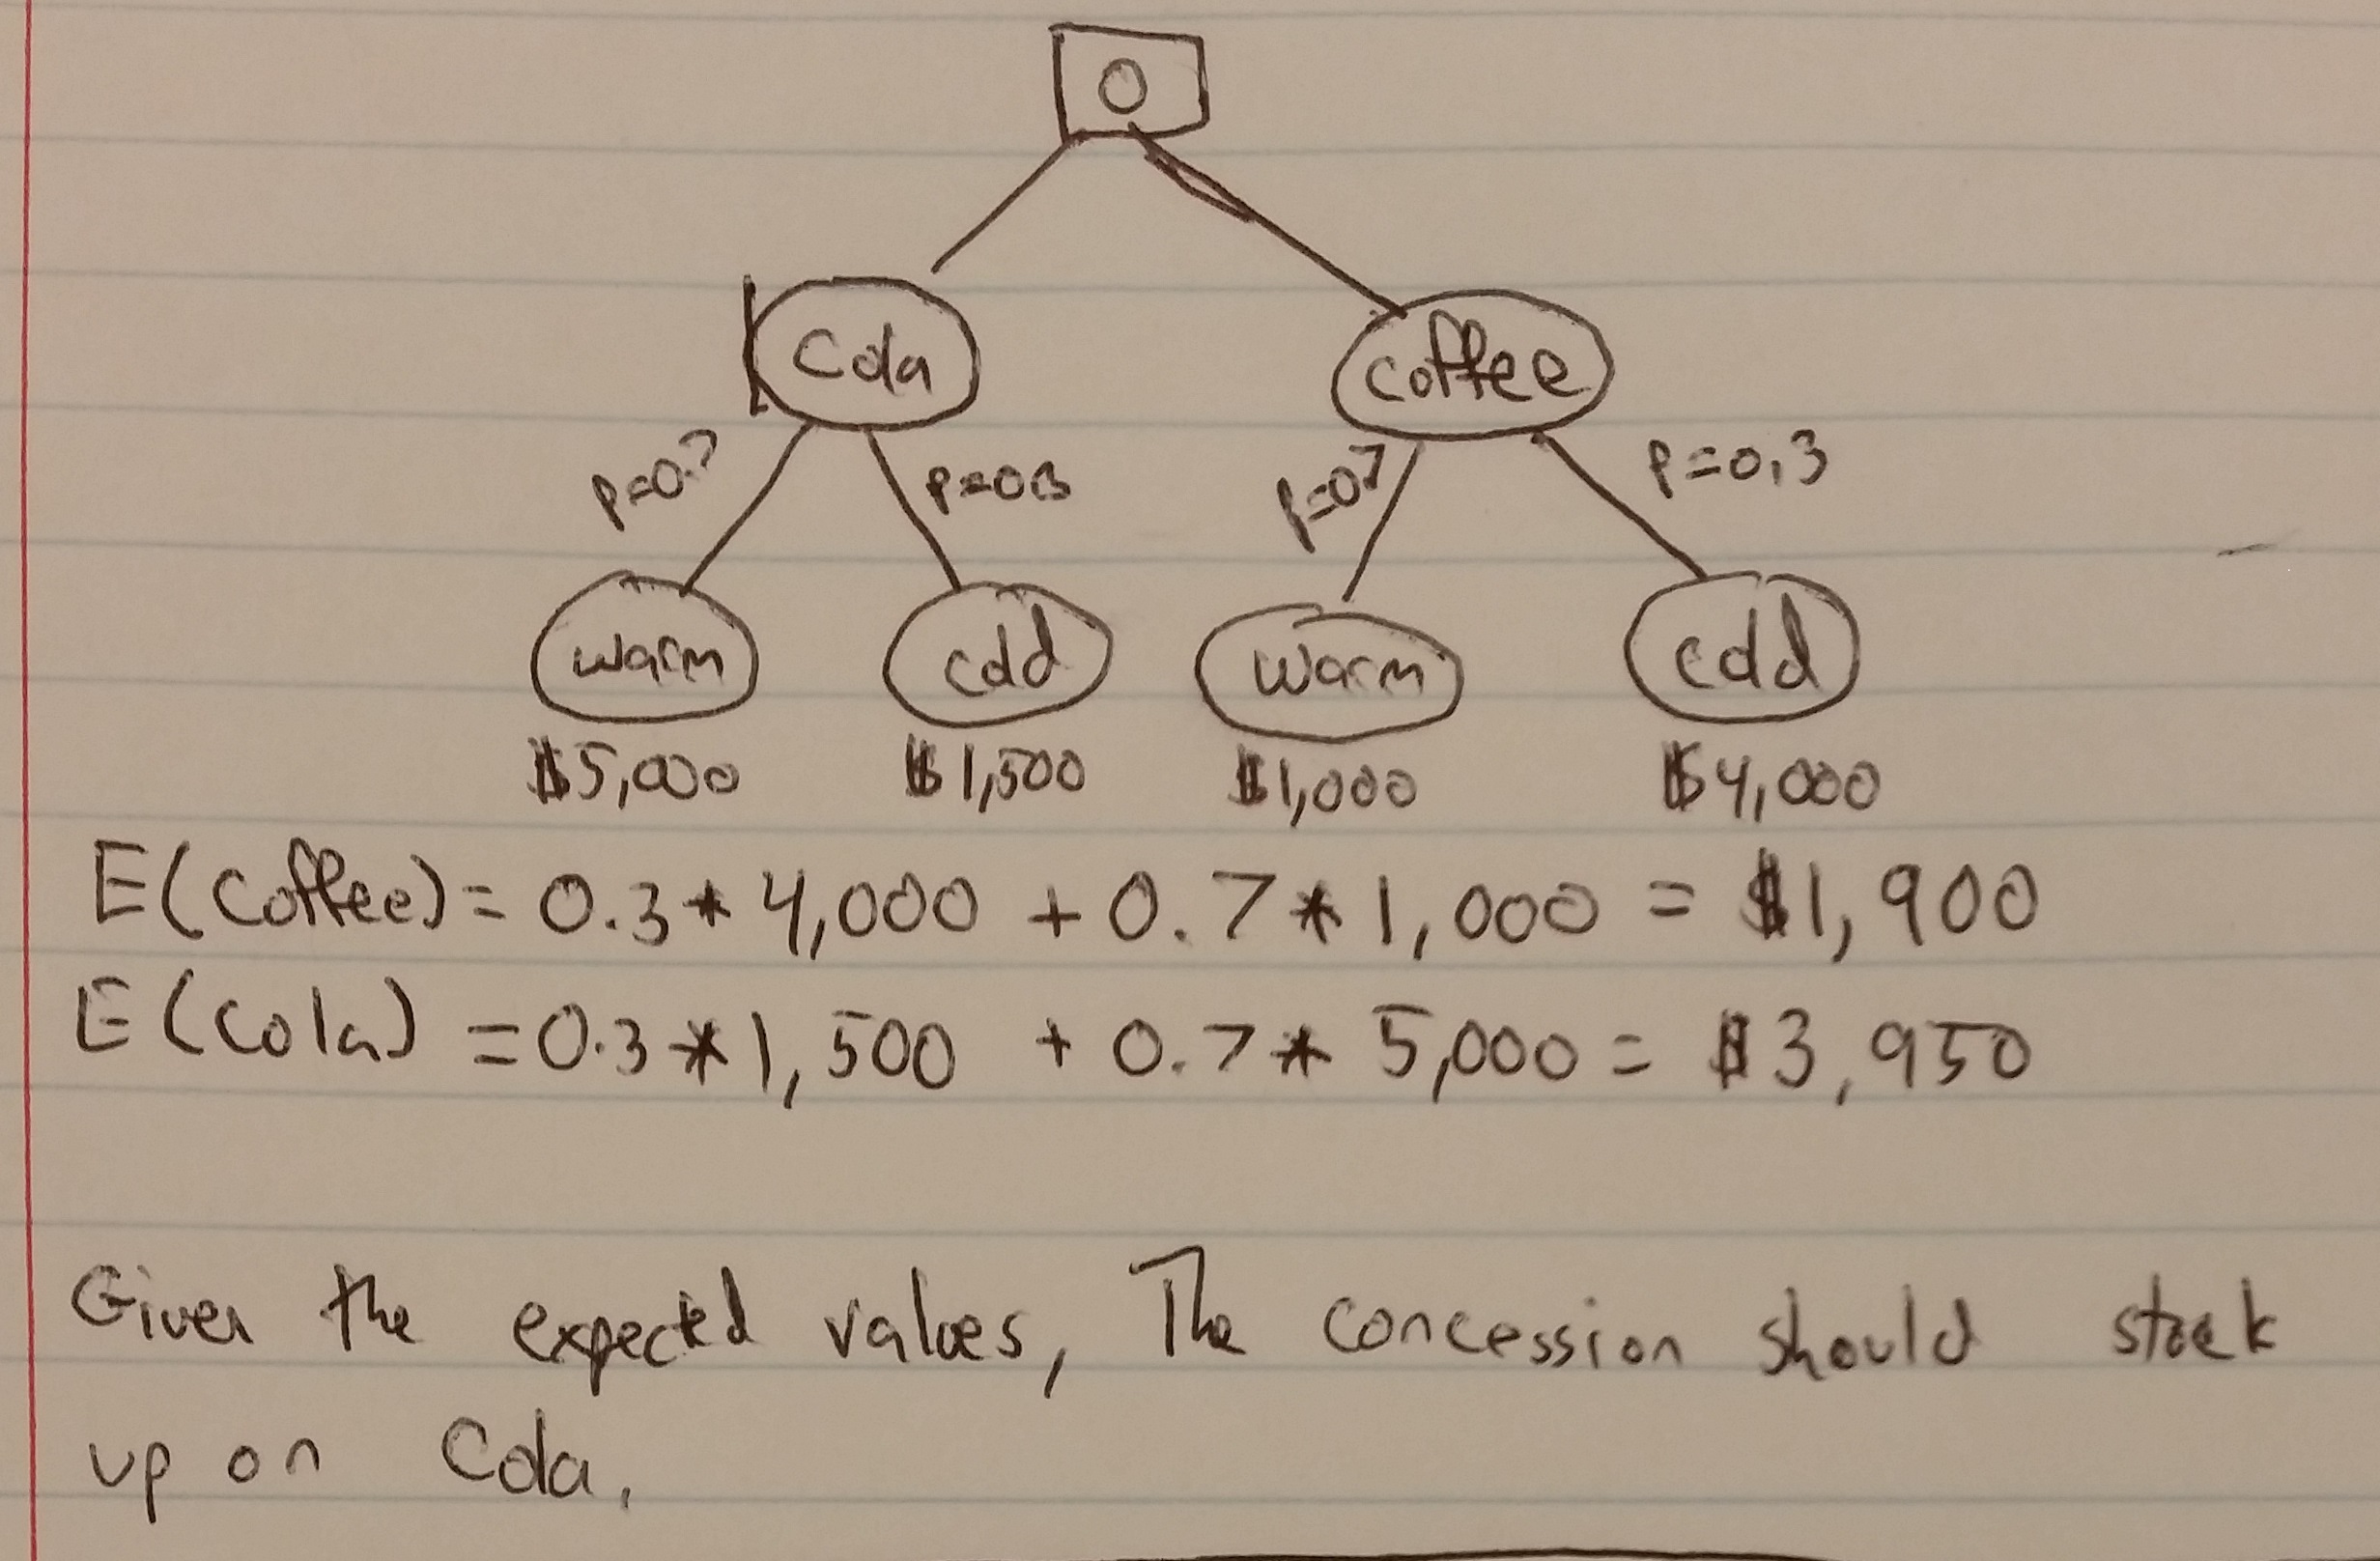 0
Cola
Coffee
p=0.7
p=0.3
p=0.7
p=0.3
Warm
Cold
Warm
Cold
$5,000
$1,500
$1,000
$4,000
E(Coffee) = 0.3 * 4,000 + 0.7 * 1,000 = $1,900
E(Cola) = 0.3 * 1,500 + 0.7 * 5,000 = $3,950
Given the expected values, The concession should stock
up on Cola.